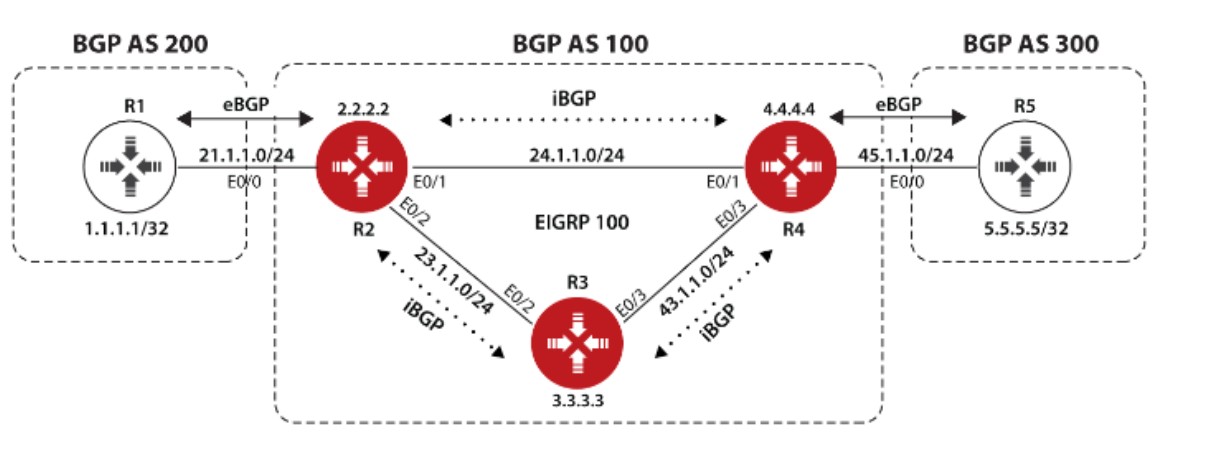 BGP AS 200
BGP AS 100
BGP AS 300
R1
eBGP
2.2.2.2
iBGP
4.4.4.4
eBGP
R5
21.1.1.0/24
24.1.1.0/24
45.1.1.0/24
E0/0
E0/1
E0/1
E0/0
1.1.1.1/32
R2
E0/2
EIGRP 100
E0/3
R4
5.5.5.5/32
23.1.1.0/24
iBGP
E0/2
R3
E0/3
43.1.1.0/24
iBGP
3.3.3.3